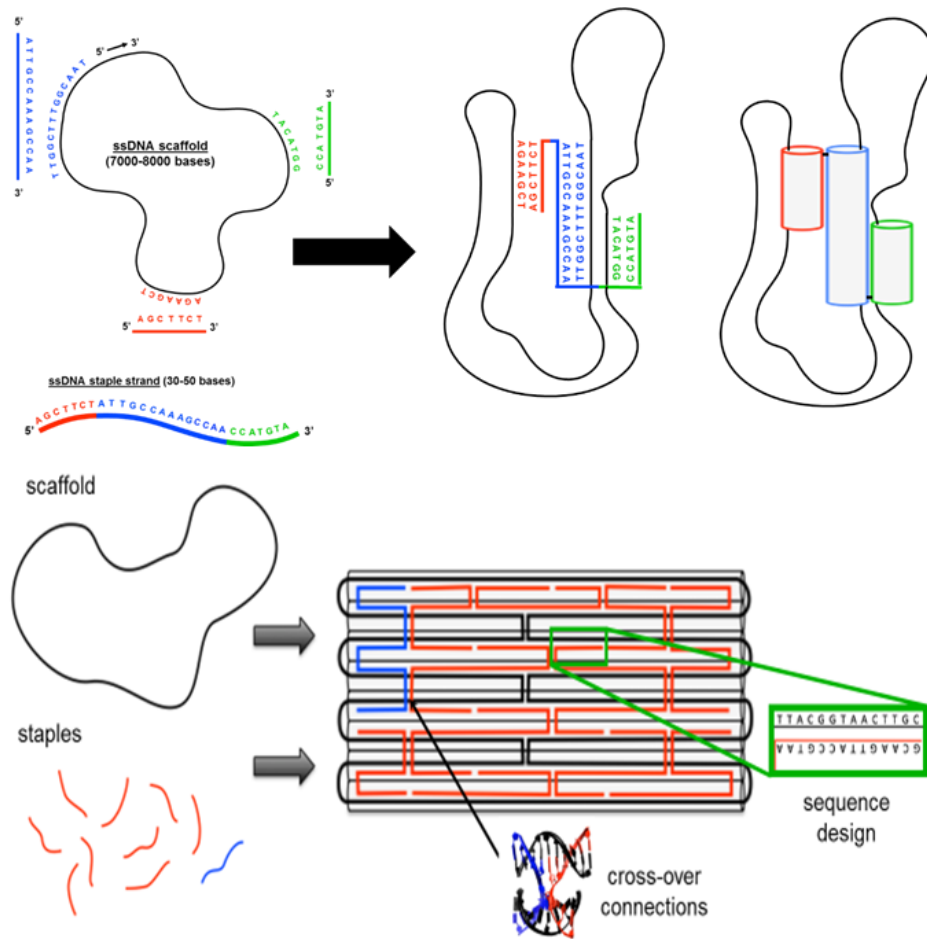 5'
ATTGCCAAAGCCAA
3'
TTGGCTTTGGCAAT
5' → 3'
ssDNA scaffold
(7000-8000 bases)
TACATGG
3'
CCATGTA
5'
AGAAGCT
5' AGCTTCT 3'
AGAAGCT
AGCTTCT
ATTGCCAAAGCCAA
TTGGCTTTGGCAAT
TACATGG
CCATGTA
ssDNA staple strand (30-50 bases)
5' AGCTTCTATTGCCAAAGCCAACCATGTA 3'
scaffold
staples
TTACGGTAACTTGC
GCAAGTTACCGTAA
sequence
design
cross-over
connections